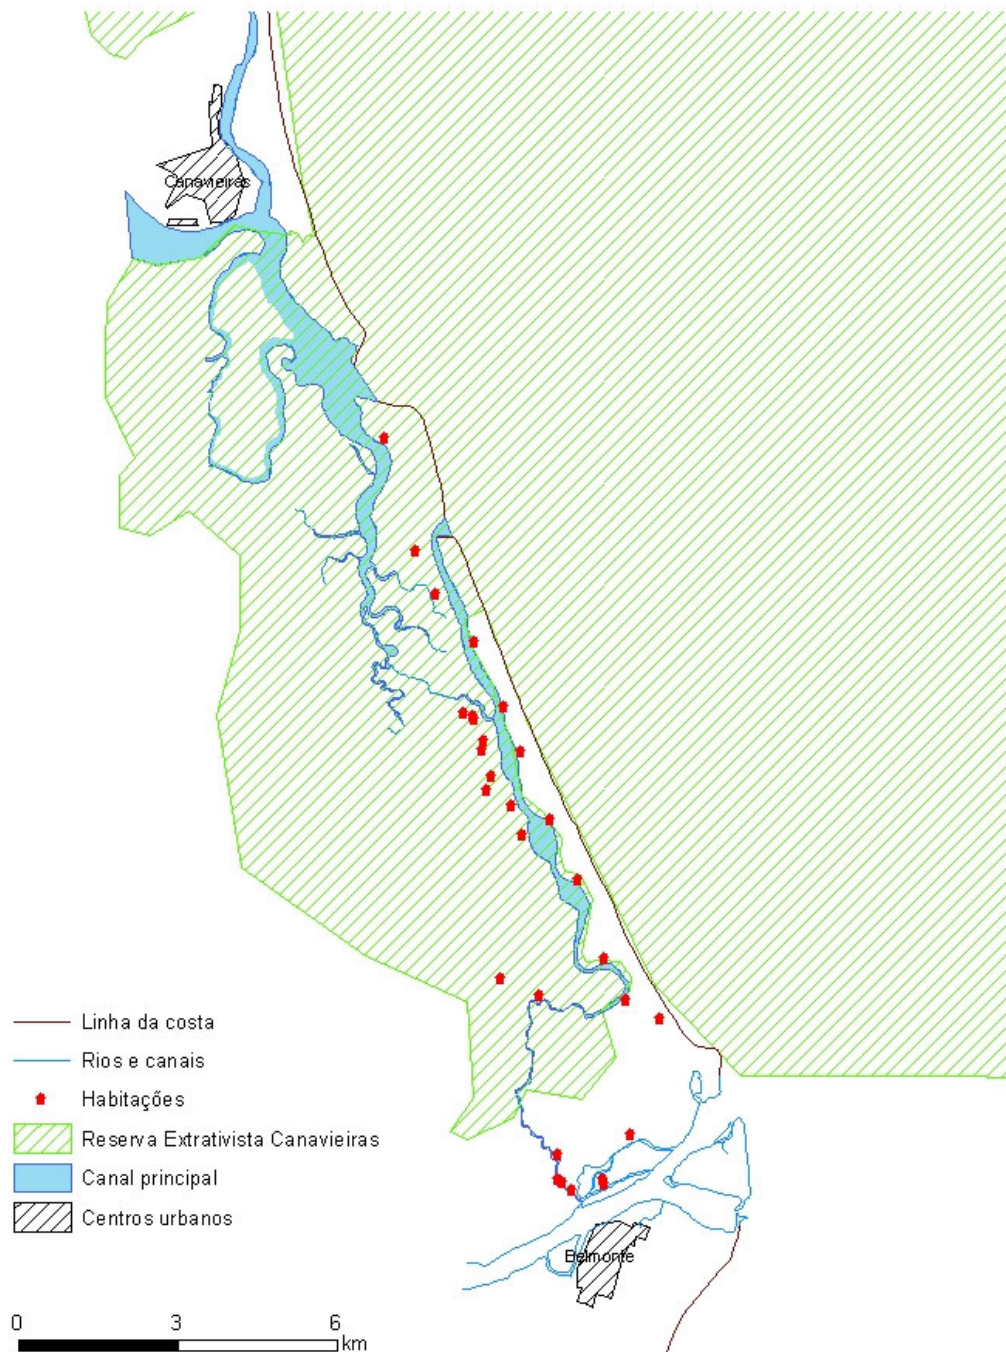 Canavieiras
Linha da costa
Rios e canais
Habitações
Reserva Extrativista Canavieiras
Canal principal
Centros urbanos
Belmonte
0 3 6
km